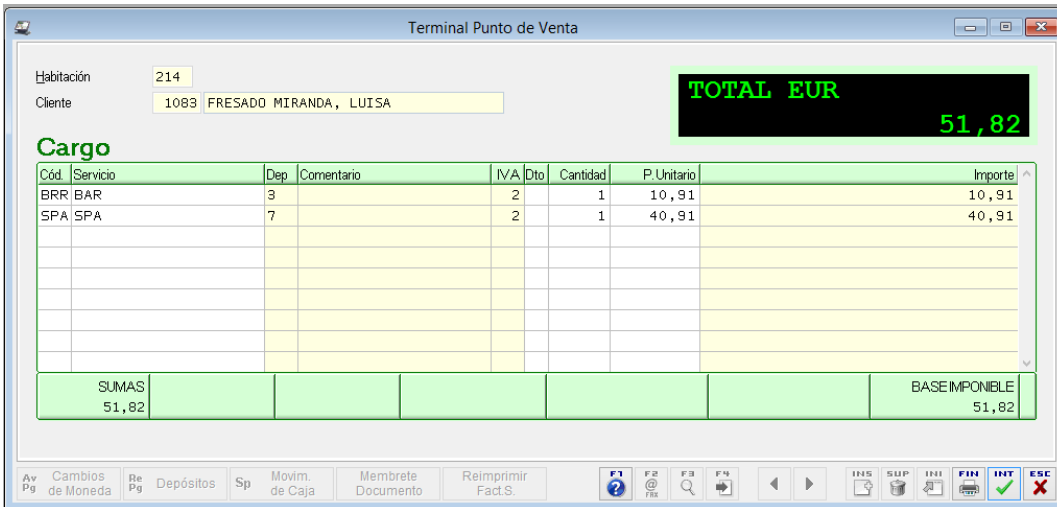 Terminal Punto de Venta
Habitación 214
Cliente 1083 FRESADO MIRANDA, LUISA
TOTAL EUR
51,82
Cargo
Cód. Servicio Dep Comentario IVA Dto Cantidad P.Unitario Importe
BRR BAR 3 2 1 10,91 10,91
SPA SPA 7 2 1 40,91 40,91
SUMAS BASE IMPONIBLE
51,82 51,82
Av Pg Cambios de Moneda
Re Pg Depósitos
Sp Movim. de Caja
Membrete Documento
Reimprimir Fact.S.
F1 F2 F3 F4 INS SUP INI FIN INT ESC